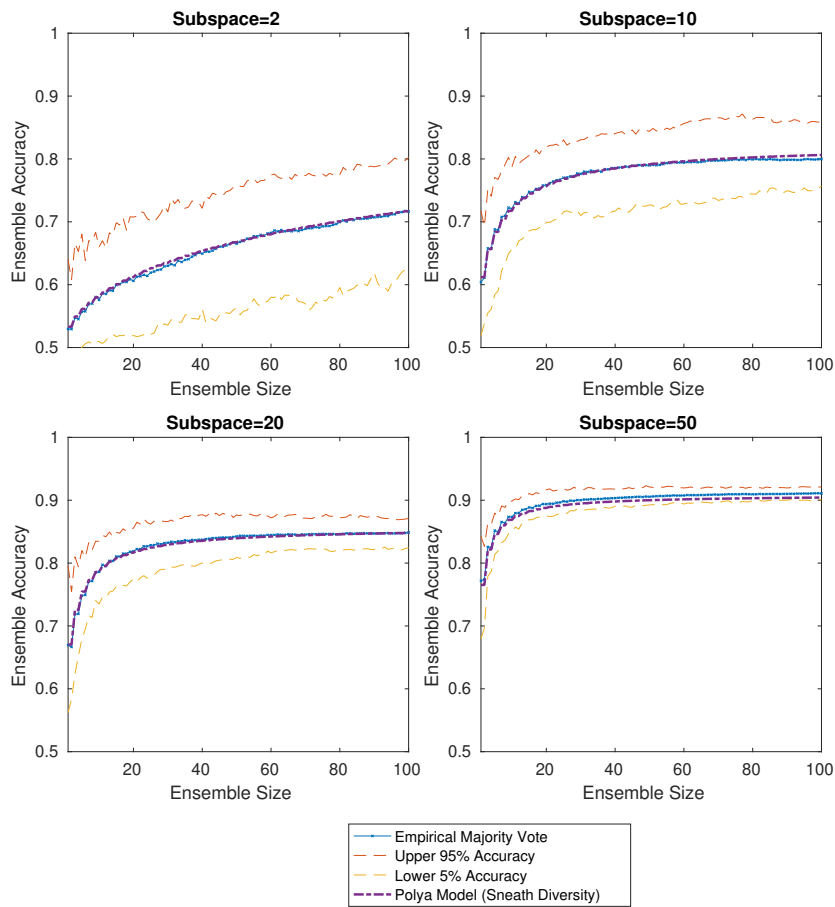 Subspace=2
1
0.9
0.8
0.7
0.6
0.5
Ensemble Accuracy
20 40 60 80 100
Ensemble Size
Subspace=10
1
0.9
0.8
0.7
0.6
0.5
Ensemble Accuracy
20 40 60 80 100
Ensemble Size
Subspace=20
1
0.9
0.8
0.7
0.6
0.5
Ensemble Accuracy
20 40 60 80 100
Ensemble Size
Subspace=50
1
0.9
0.8
0.7
0.6
0.5
Ensemble Accuracy
20 40 60 80 100
Ensemble Size
Empirical Majority Vote
Upper 95% Accuracy
Lower 5% Accuracy
Polya Model (Sneath Diversity)